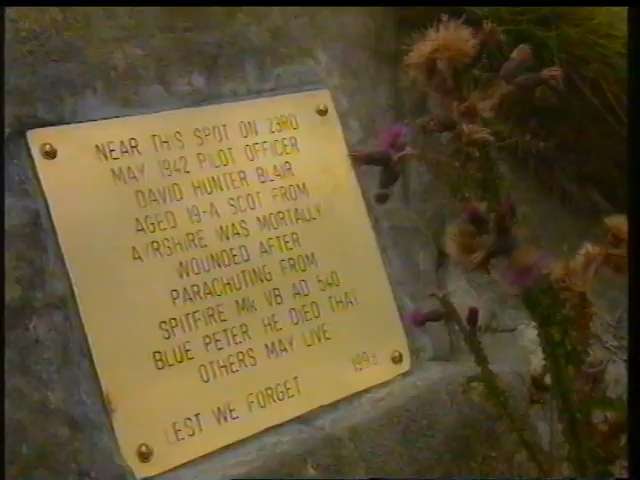 NEAR THIS SPOT ON 23RD
MAY 1942 PILOT OFFICER
DAVID HUNTER BLAIR
AGED 19-A SCOT FROM
AYRSHIRE WAS MORTALLY
WOUNDED AFTER
PARACHUTING FROM
SPITFIRE MK VB AD 540
BLUE PETER HE DIED THAT
OTHERS MAY LIVE
LEST WE FORGET